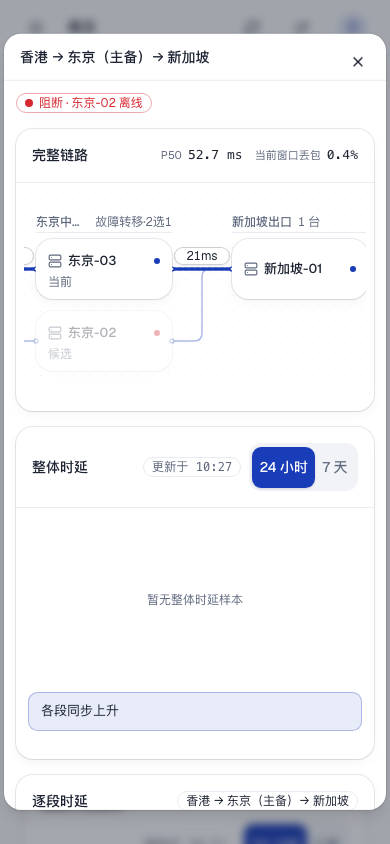 香港 → 东京（主备）→ 新加坡
阻断 · 东京-02 离线
完整链路 P50 52.7 ms 当前窗口丢包 0.4%
东京中… 故障转移·2选1 新加坡出口 1 台
东京-03 21ms 新加坡-01
当前
东京-02
候选
整体时延 更新于 10:27 24 小时 7 天
暂无整体时延样本
各段同步上升
逐段时延 香港 → 东京（主备）→ 新加坡